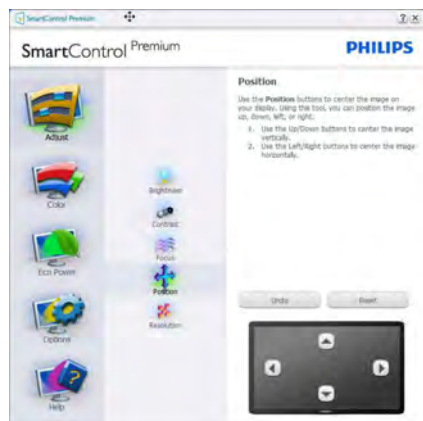 SmartControl Premium
SmartControl Premium
PHILIPS
Adjust
Color
Eco Power
Options
Help
Brightness
Contrast
Focus
Position
Resolution
Position
Use the Position buttons to center the image on
your display. Using this tool, you can position the image
up, down, left, or right.
1. Use the Up/Down buttons to center the image
vertically.
2. Use the Left/Right buttons to center the image
horizontally.
Undo
Reset